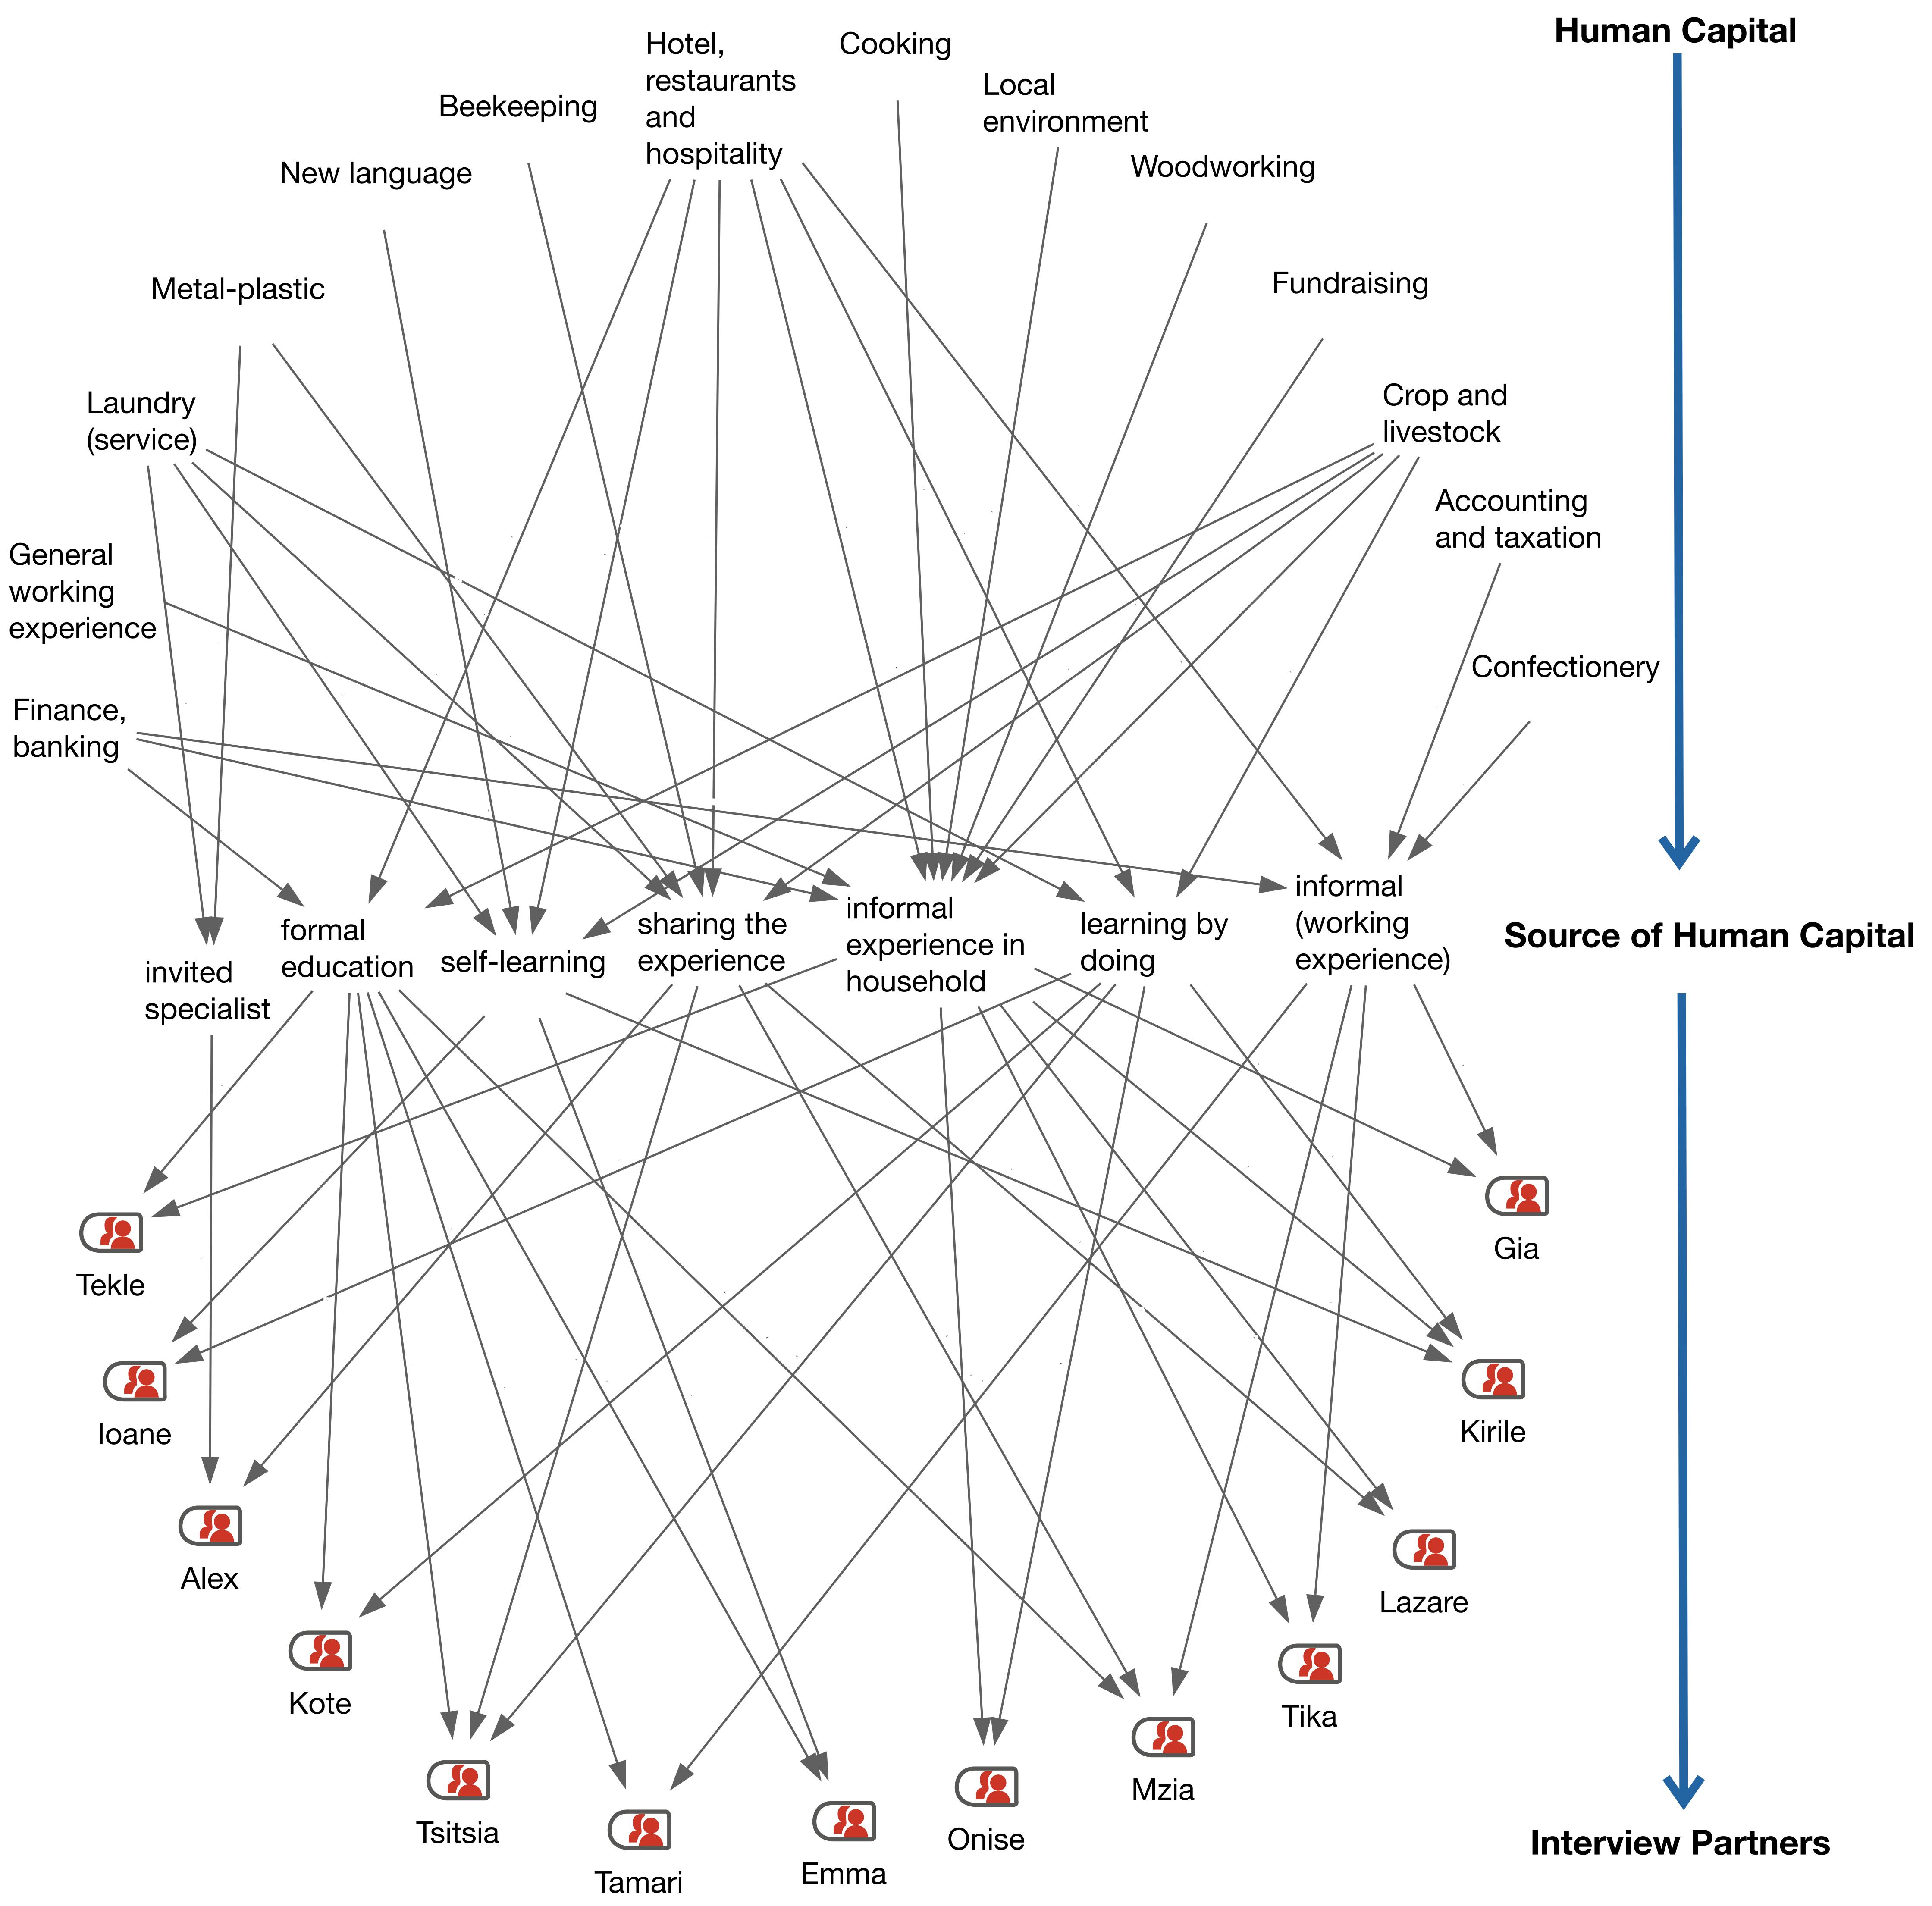 Human Capital
Hotel,
restaurants
and
hospitality
Cooking
Local
environment
Beekeeping
Woodworking
New language
Metal-plastic
Fundraising
Laundry
(service)
Crop and
livestock
Accounting
and taxation
General
working
experience
Confectionery
Finance,
banking
invited
specialist
formal
education
self-learning
sharing the
experience
informal
experience in
household
learning by
doing
informal
(working
experience)
Source of Human Capital
Tekle
Gia
Ioane
Kirile
Alex
Lazare
Kote
Tika
Tsitsia
Mzia
Tamari
Emma
Onise
Interview Partners